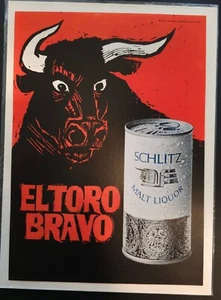 EL TORO
BRAVO
SCHLITZ
MALT LIQUOR